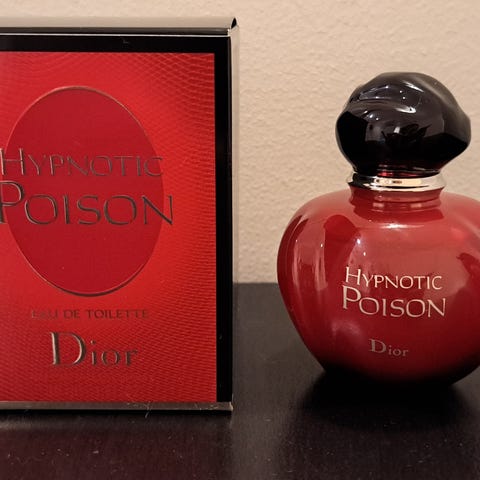 HYPNOTIC
POISON
EAU DE TOILETTE
Dior
HYPNOTIC
POISON
Dior